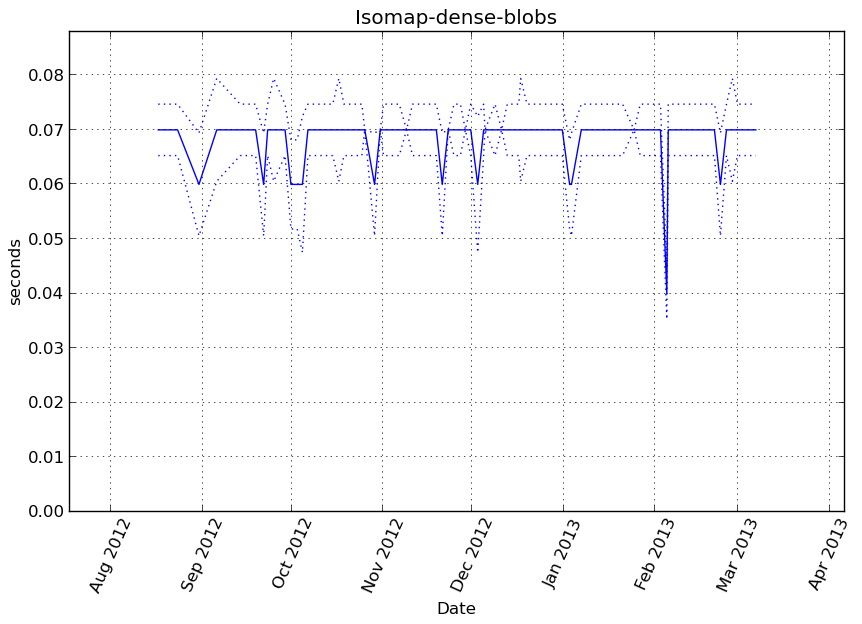 Isomap-dense-blobs
0.08
0.07
0.06
0.05
0.04
0.03
0.02
0.01
0.00
seconds
Aug 2012
Sep 2012
Oct 2012
Nov 2012
Dec 2012
Jan 2013
Feb 2013
Mar 2013
Apr 2013
Date